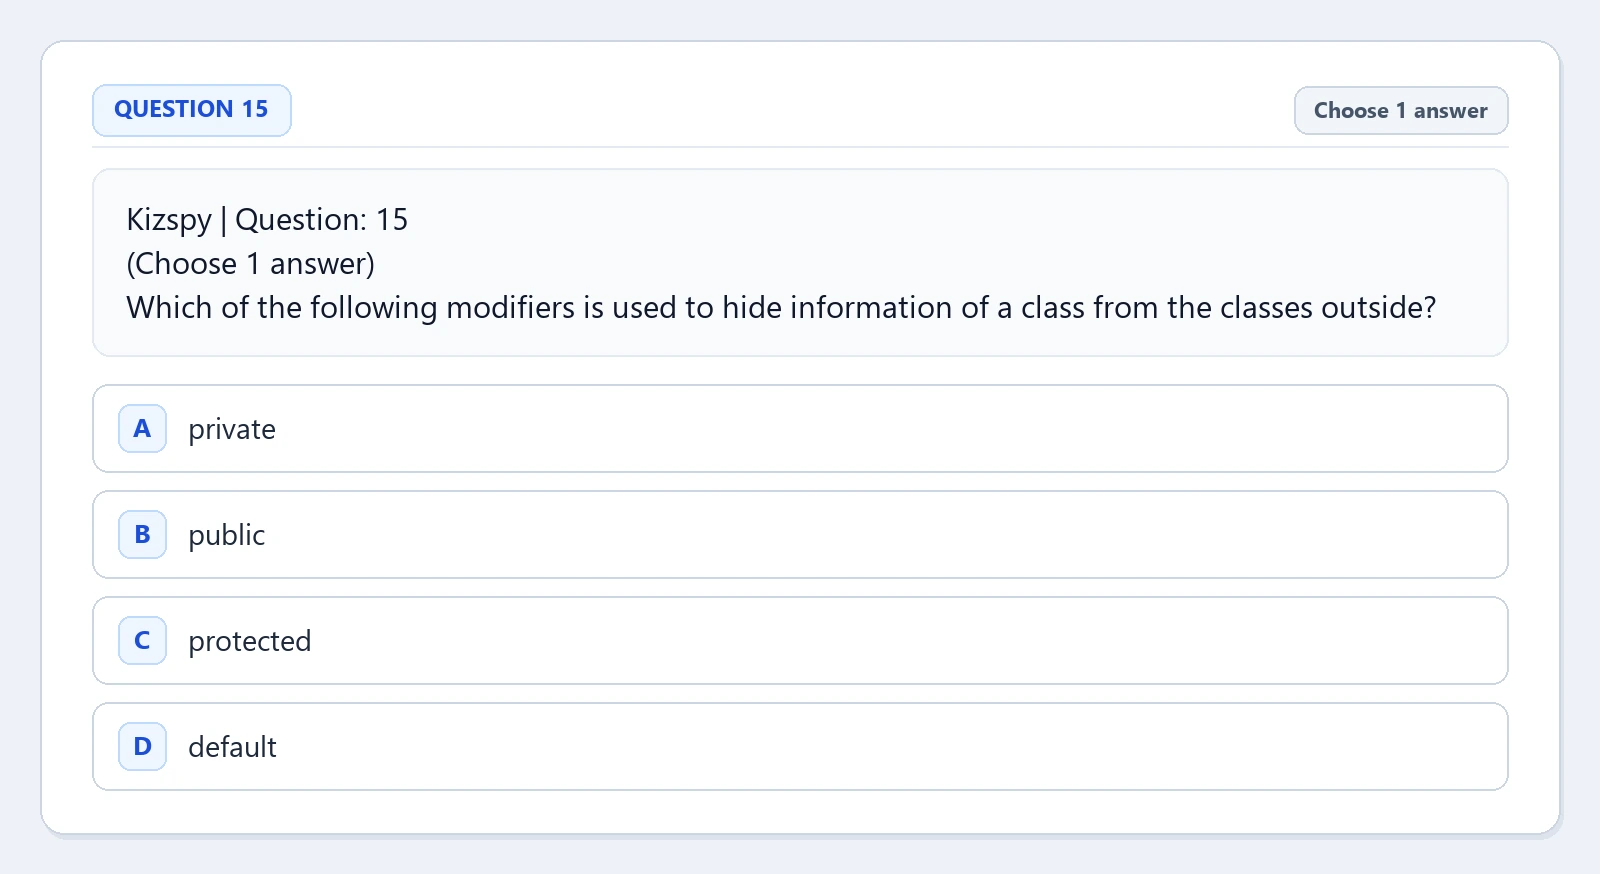 QUESTION 15
Choose 1 answer
Kizspy | Question: 15
(Choose 1 answer)
Which of the following modifiers is used to hide information of a class from the classes outside?
A private
B public
C protected
D default